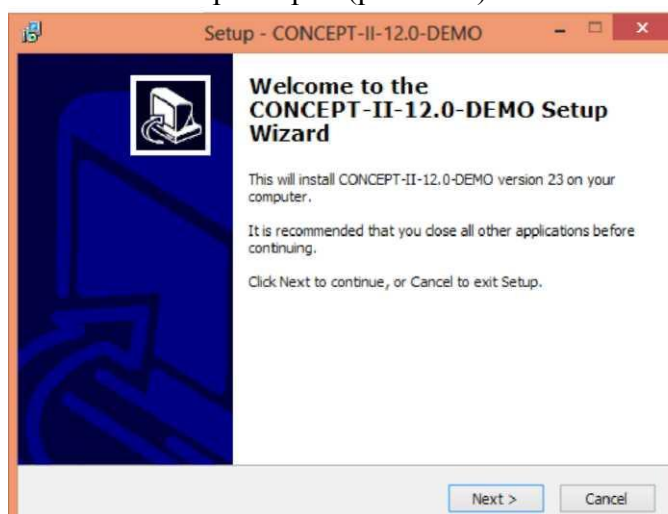 Setup - CONCEPT-II-12.0-DEMO
Welcome to the
CONCEPT-II-12.0-DEMO Setup
Wizard
This will install CONCEPT-II-12.0-DEMO version 23 on your
computer.
It is recommended that you close all other applications before
continuing.
Click Next to continue, or Cancel to exit Setup.
Next >
Cancel